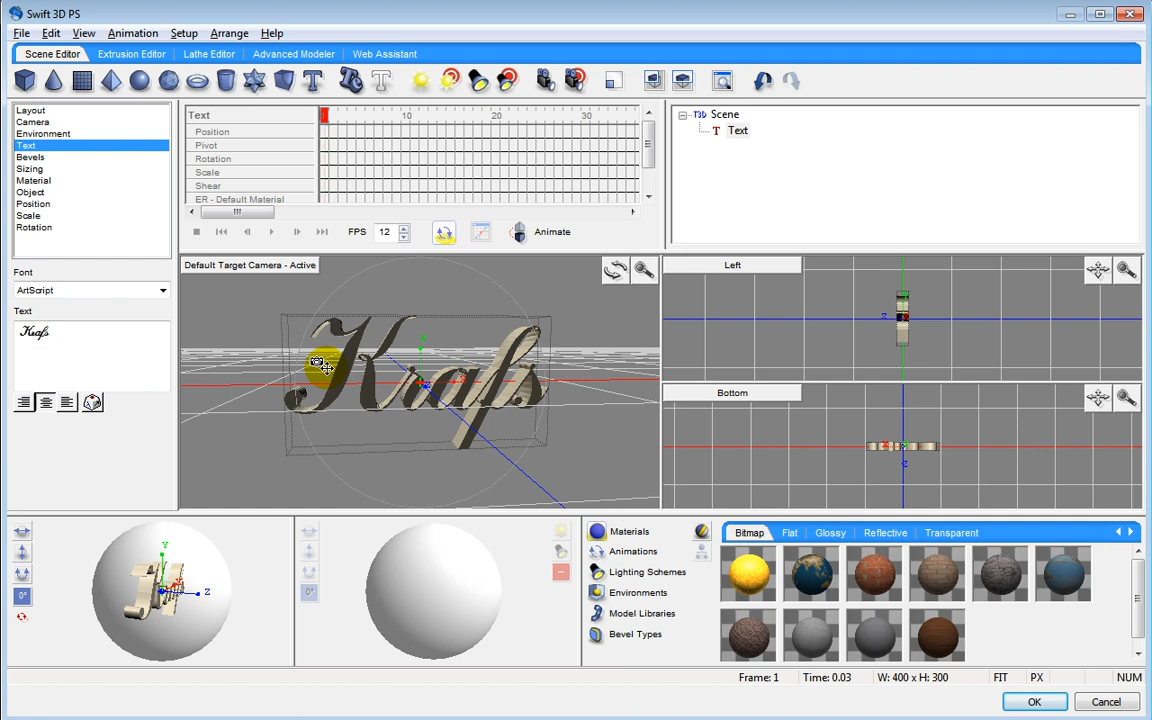 Swift 3D PS
File Edit View Animation Setup Arrange Help
Scene Editor Extrusion Editor Lathe Editor Advanced Modeler Web Assistant
Layout
Camera
Environment
Text
Bevels
Sizing
Material
Object
Position
Scale
Rotation
Font
ArtScript
Text
Krafs
Text 10 20 30
Position
Pivot
Rotation
Scale
Shear
ER - Default Material
FPS 12 Animate
Scene
T Text
Default Target Camera - Active
Krafs
Left
Bottom
Materials
Animations
Lighting Schemes
Environments
Model Libraries
Bevel Types
Bitmap Flat Glossy Reflective Transparent
Y
Z
0°
0°
Frame: 1 Time: 0.03 W: 400 x H: 300 FIT PX NUM
OK Cancel